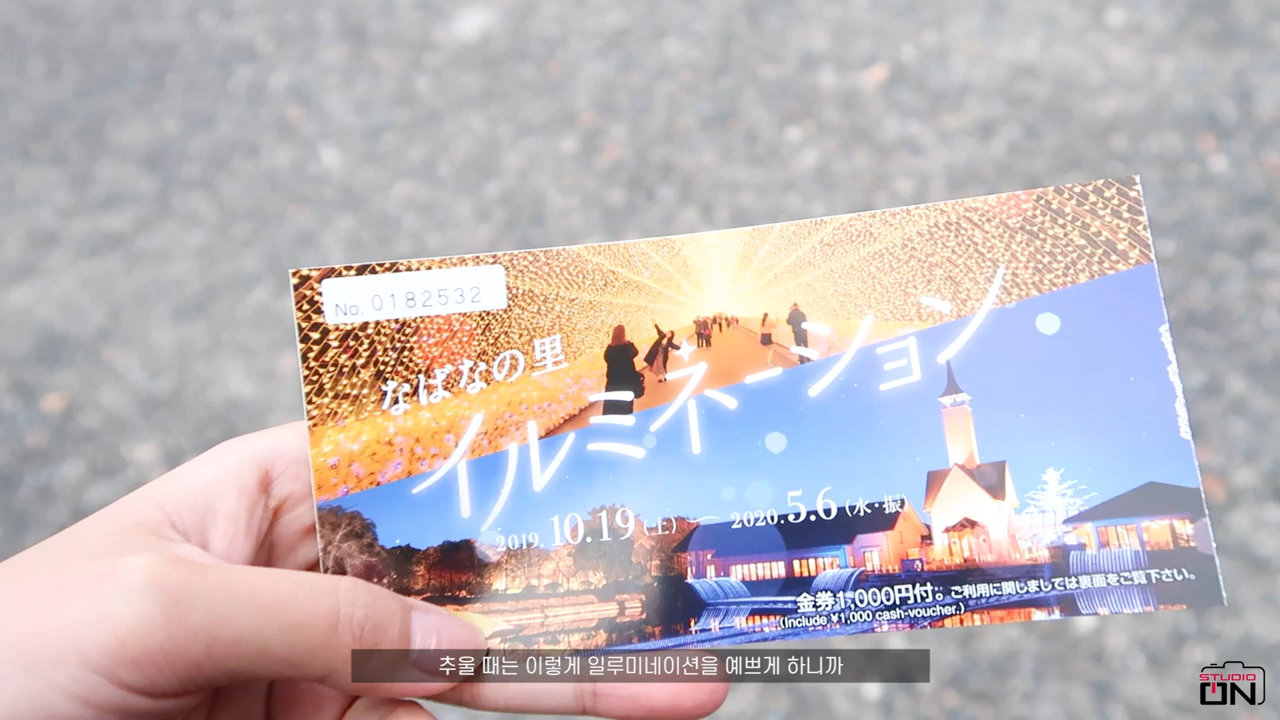 No. 0182532
なばなの里
イルミネーション
2019. 10.19(土) ― 2020. 5.6(水・振)
金券1,000円付。ご利用に関しましては裏面をご覧下さい。
(Include ¥1,000 cash-voucher.)
추울 때는 이렇게 일루미네이션을 예쁘게 하니까
STUDIO
ON